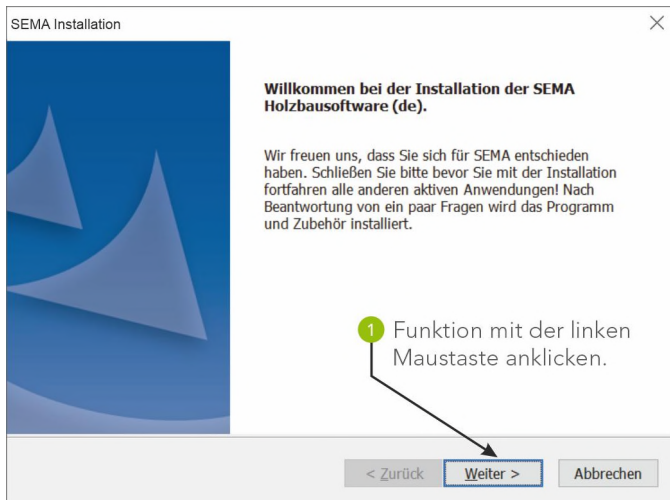 SEMA Installation
Willkommen bei der Installation der SEMA
Holzbausoftware (de).
Wir freuen uns, dass Sie sich für SEMA entschieden
haben. Schließen Sie bitte bevor Sie mit der Installation
fortfahren alle anderen aktiven Anwendungen! Nach
Beantwortung von ein paar Fragen wird das Programm
und Zubehör installiert.
1 Funktion mit der linken
Maustaste anklicken.
< Zurück Weiter > Abbrechen